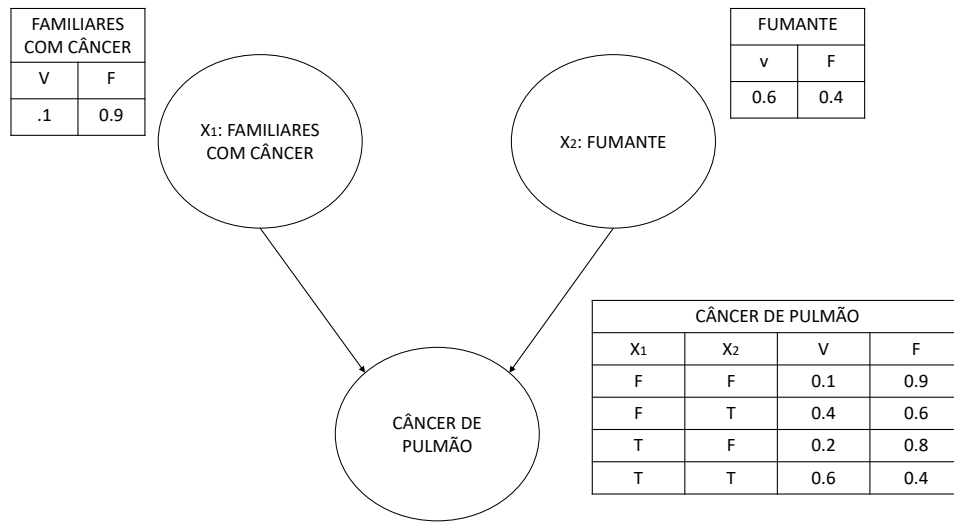 FAMILIARES
COM CÂNCER
V F
.1 0.9
FUMANTE
v F
0.6 0.4
X1: FAMILIARES
COM CÂNCER
X2: FUMANTE
CÂNCER DE PULMÃO
X1 X2 V F
F F 0.1 0.9
F T 0.4 0.6
T F 0.2 0.8
T T 0.6 0.4
CÂNCER DE
PULMÃO